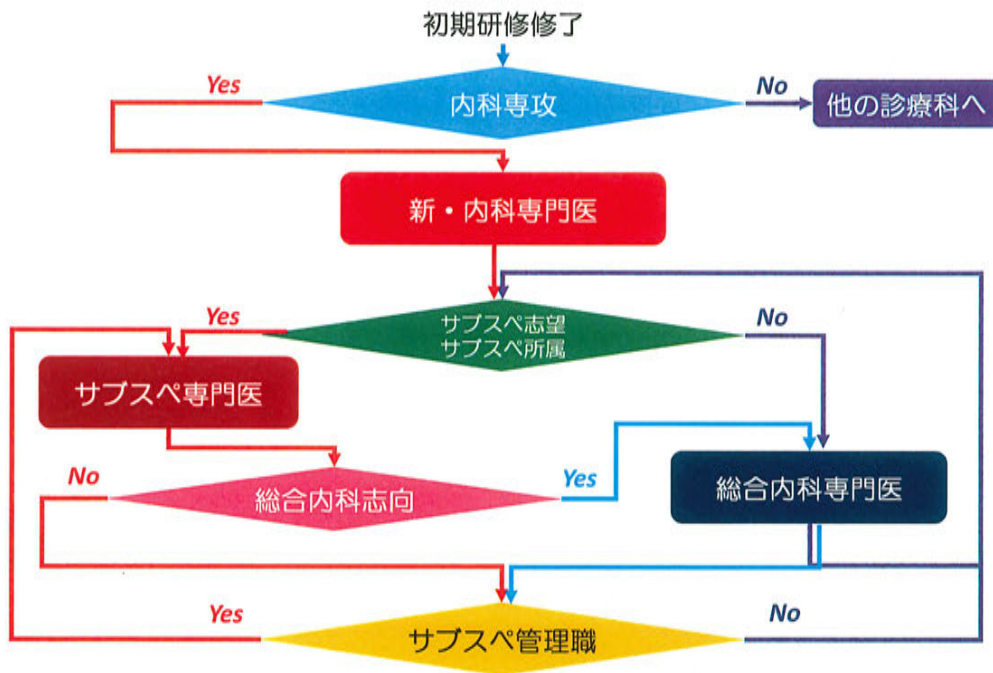 初期研修修了
Yes
内科専攻
No
他の診療科へ
新・内科専門医
Yes
サブスペ志望
サブスペ所属
No
サブスペ専門医
No
総合内科志向
Yes
総合内科専門医
Yes
サブスペ管理職
No